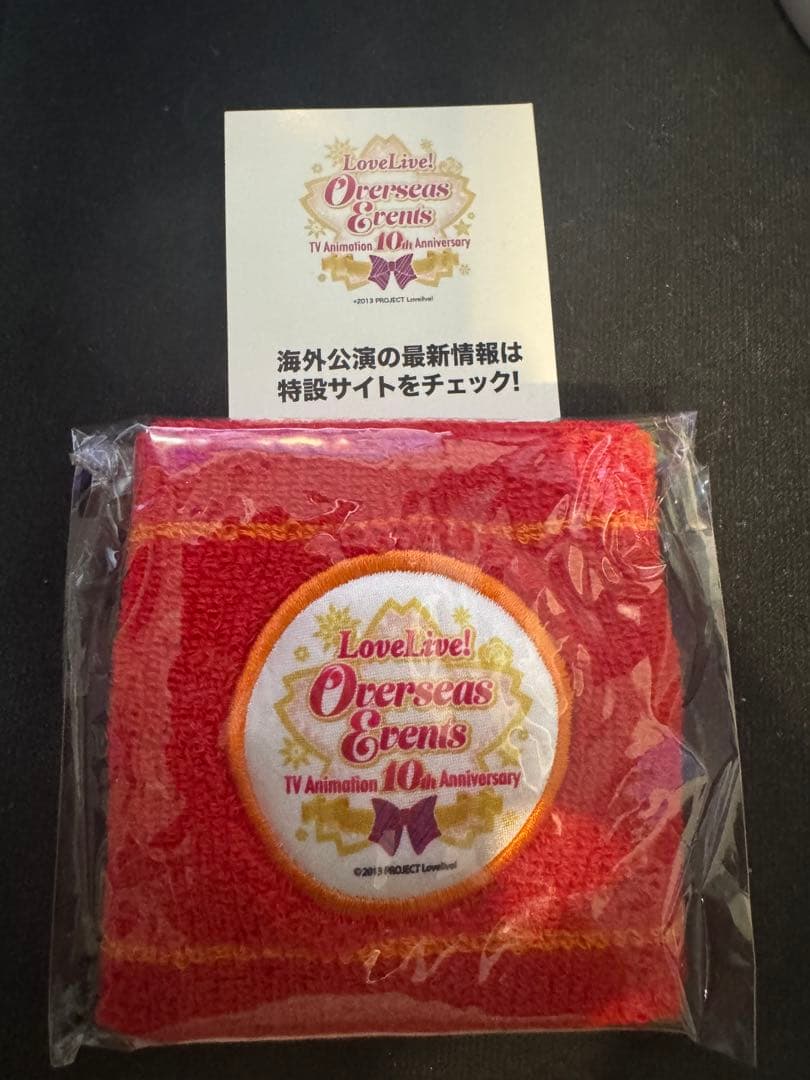 LoveLive!
Overseas
Events
TV Animation 10th Anniversary
©2013 PROJECT Lovelive!
海外公演の最新情報は
特設サイトをチェック!
LoveLive!
Overseas
Events
TV Animation 10th Anniversary
©2013 PROJECT Lovelive!